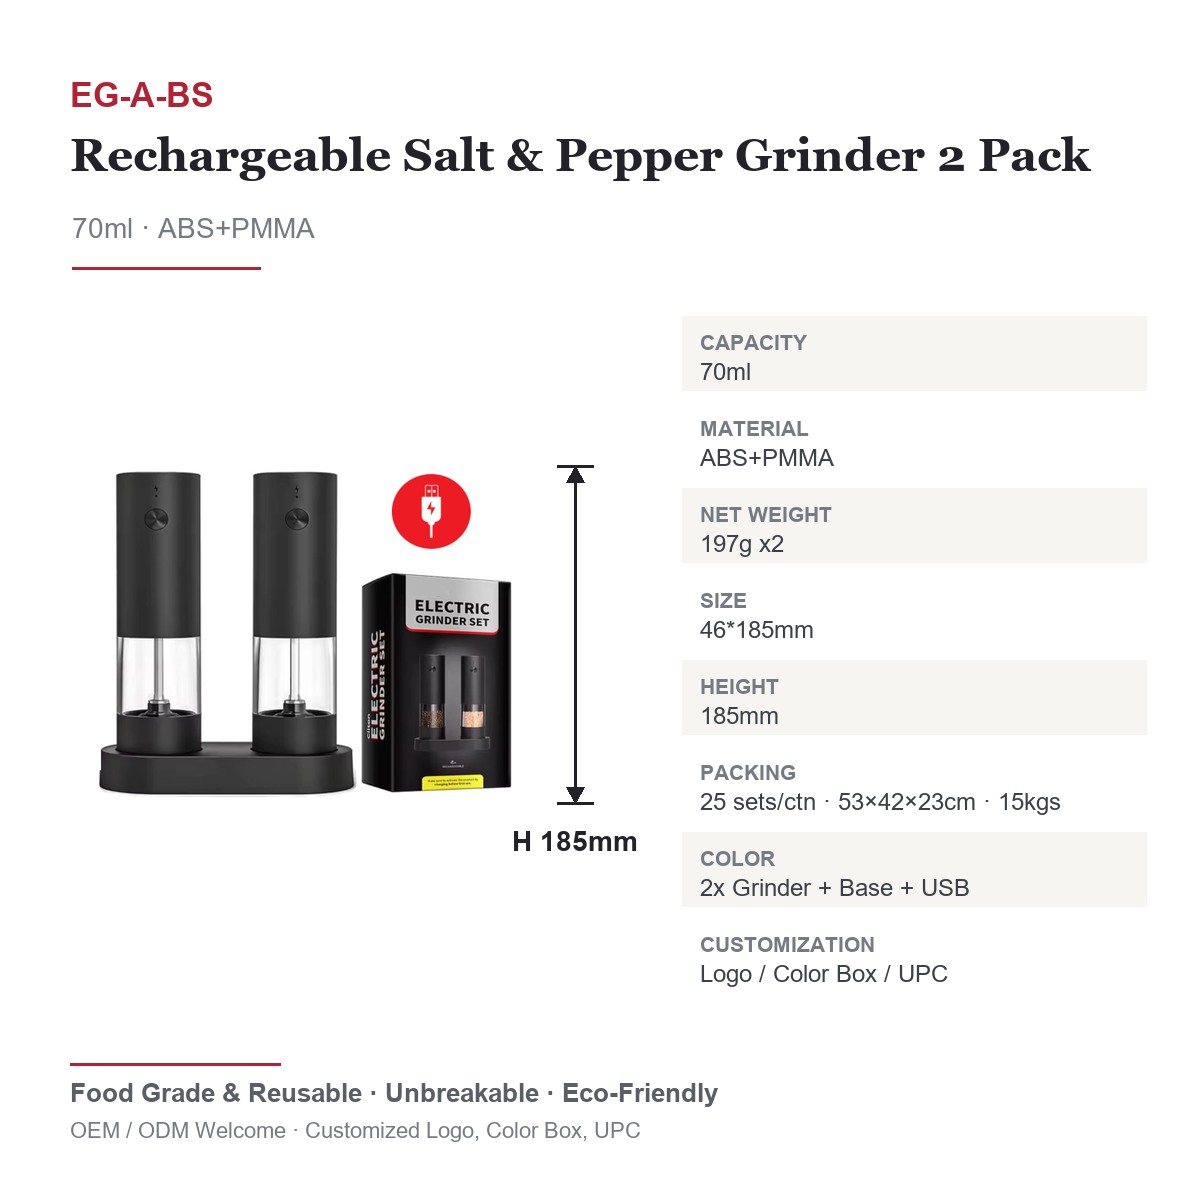 EG-A-BS
Rechargeable Salt & Pepper Grinder 2 Pack
70ml · ABS+PMMA
CAPACITY
70ml
MATERIAL
ABS+PMMA
NET WEIGHT
197g x2
SIZE
46*185mm
HEIGHT
185mm
PACKING
25 sets/ctn · 53×42×23cm · 15kgs
COLOR
2x Grinder + Base + USB
CUSTOMIZATION
Logo / Color Box / UPC
ELECTRIC
GRINDER SET
ELECTRIC
GRINDER SET
H 185mm
Food Grade & Reusable · Unbreakable · Eco-Friendly
OEM / ODM Welcome · Customized Logo, Color Box, UPC